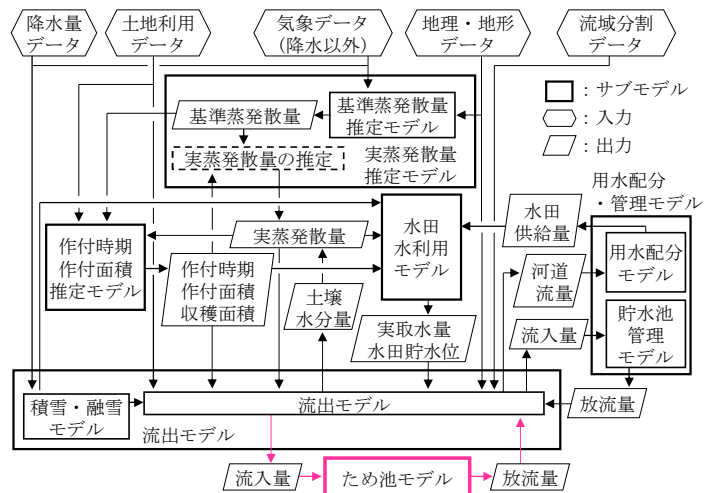 降水量
データ
土地利用
データ
気象データ
(降水以外)
地理・地形
データ
流域分割
データ
：サブモデル
：入力
：出力
基準蒸発散量
基準蒸発散量
推定モデル
実蒸発散量の推定
実蒸発散量
推定モデル
用水配分
・管理モデル
水田
供給量
用水配分
モデル
河道
流量
貯水池
管理
モデル
流入量
放流量
作付時期
作付面積
推定モデル
実蒸発散量
水田
水利用
モデル
作付時期
作付面積
収穫面積
土壌
水分量
実取水量
水田貯水位
積雪・融雪
モデル
流出モデル
流出モデル
流入量
ため池モデル
放流量